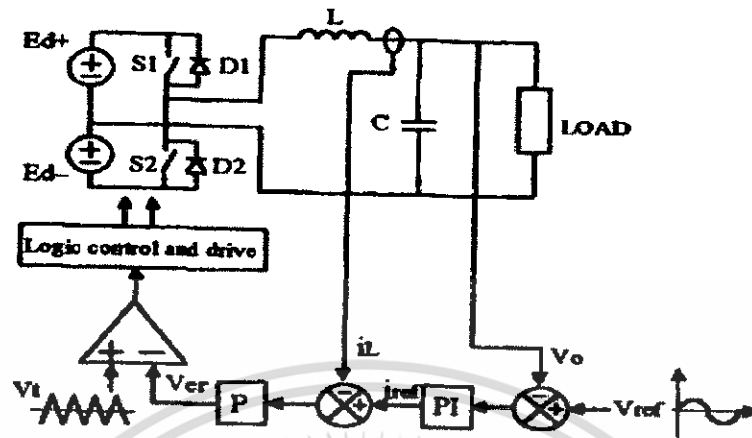 L
Ed+
S1
D1
C
LOAD
S2
D2
Ed−
Logic control and drive
+ −
iL
Vo
Vt
Ver
P
− +
iref
PI
− +
Vref